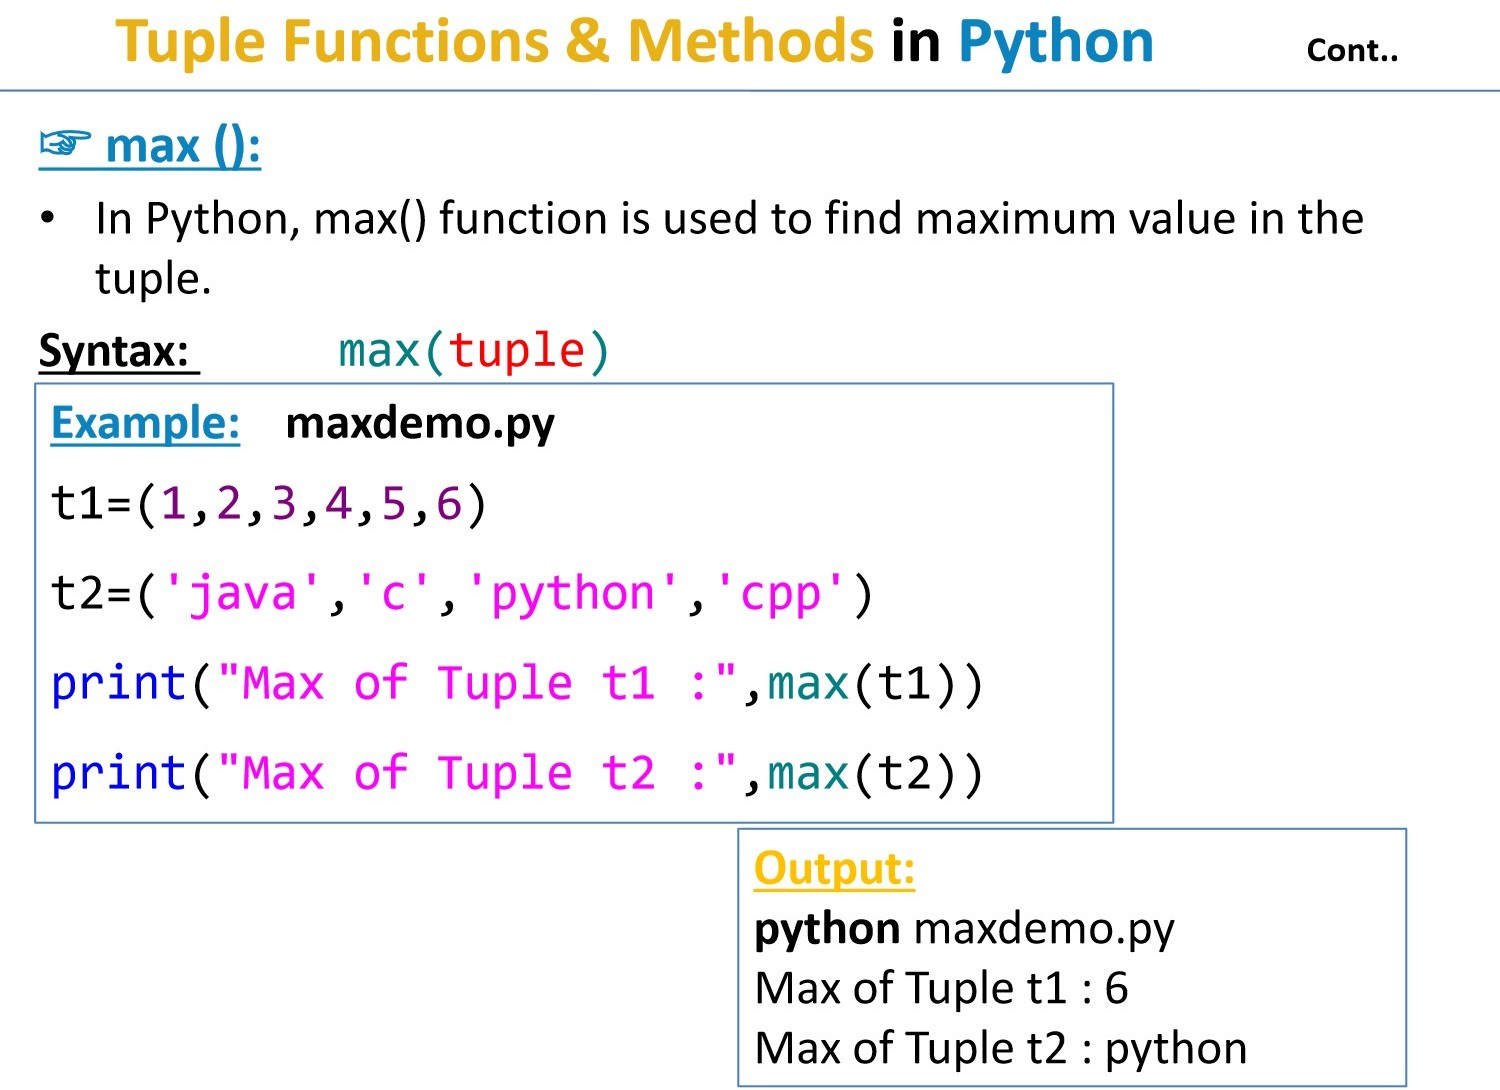 Tuple Functions & Methods in Python Cont..
☞ max ():
• In Python, max() function is used to find maximum value in the
tuple.
Syntax: max(tuple)
Example: maxdemo.py
t1=(1,2,3,4,5,6)
t2=('java','c','python','cpp')
print("Max of Tuple t1 :",max(t1))
print("Max of Tuple t2 :",max(t2))
Output:
python maxdemo.py
Max of Tuple t1 : 6
Max of Tuple t2 : python